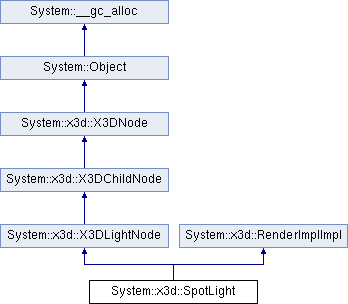 System::__gc_alloc
System::Object
System::x3d::X3DNode
System::x3d::X3DChildNode
System::x3d::X3DLightNode
System::x3d::RenderImplImpl
System::x3d::SpotLight